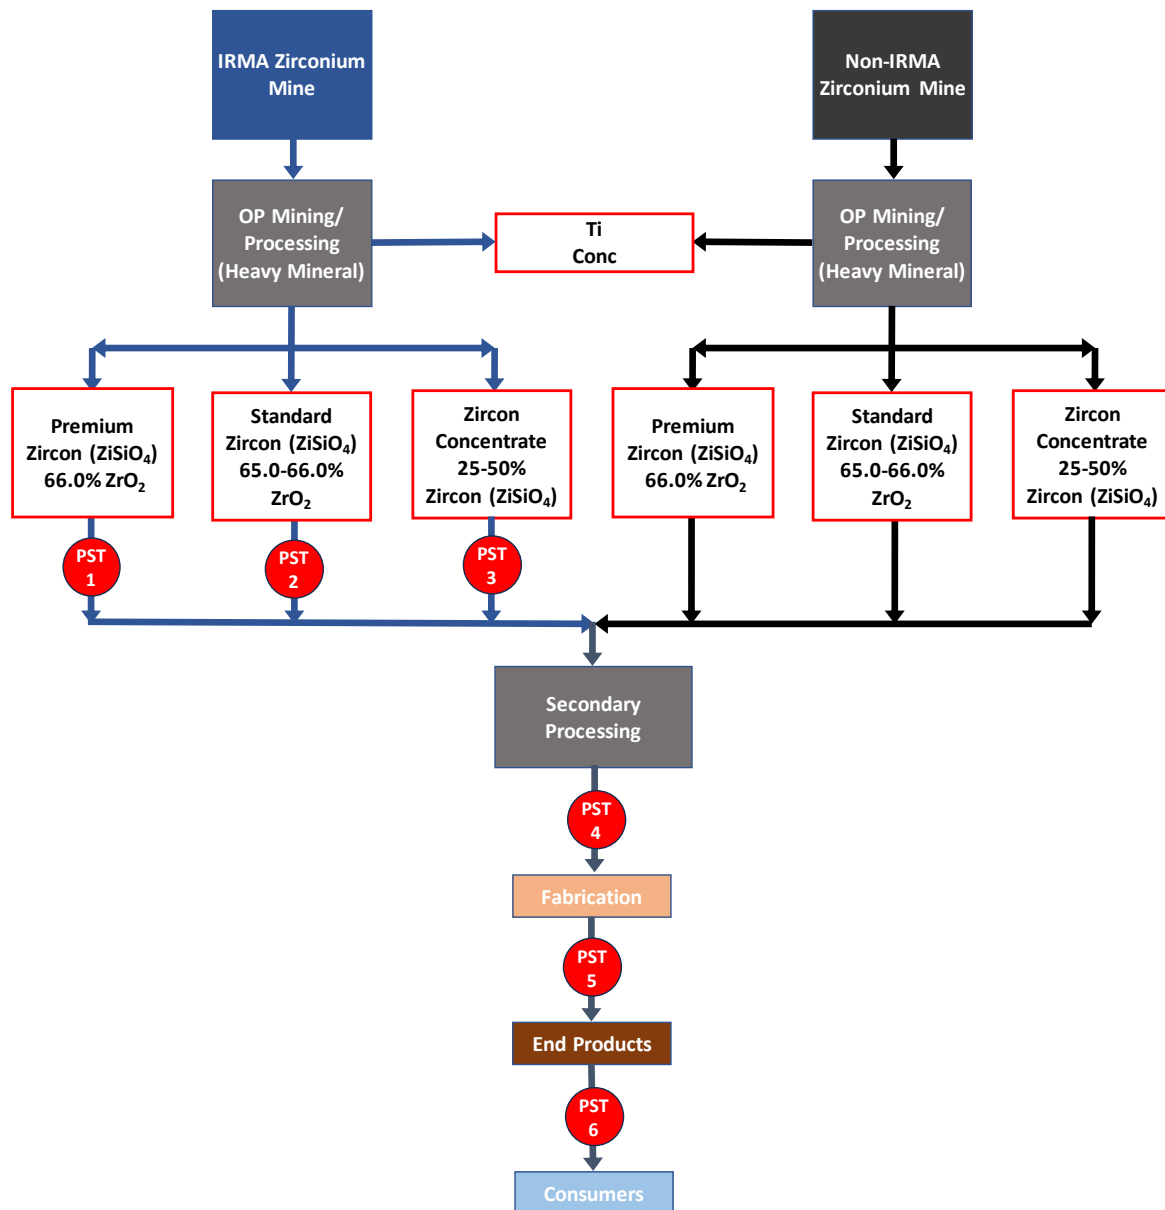 IRMA Zirconium
Mine
Non-IRMA
Zirconium Mine
OP Mining/
Processing
(Heavy Mineral)
Ti
Conc
OP Mining/
Processing
(Heavy Mineral)
Premium
Zircon (ZiSiO₄)
66.0% ZrO₂
Standard
Zircon (ZiSiO₄)
65.0-66.0%
ZrO₂
Zircon
Concentrate
25-50%
Zircon (ZiSiO₄)
Premium
Zircon (ZiSiO₄)
66.0% ZrO₂
Standard
Zircon (ZiSiO₄)
65.0-66.0%
ZrO₂
Zircon
Concentrate
25-50%
Zircon (ZiSiO₄)
PST
1
PST
2
PST
3
Secondary
Processing
PST
4
Fabrication
PST
5
End Products
PST
6
Consumers